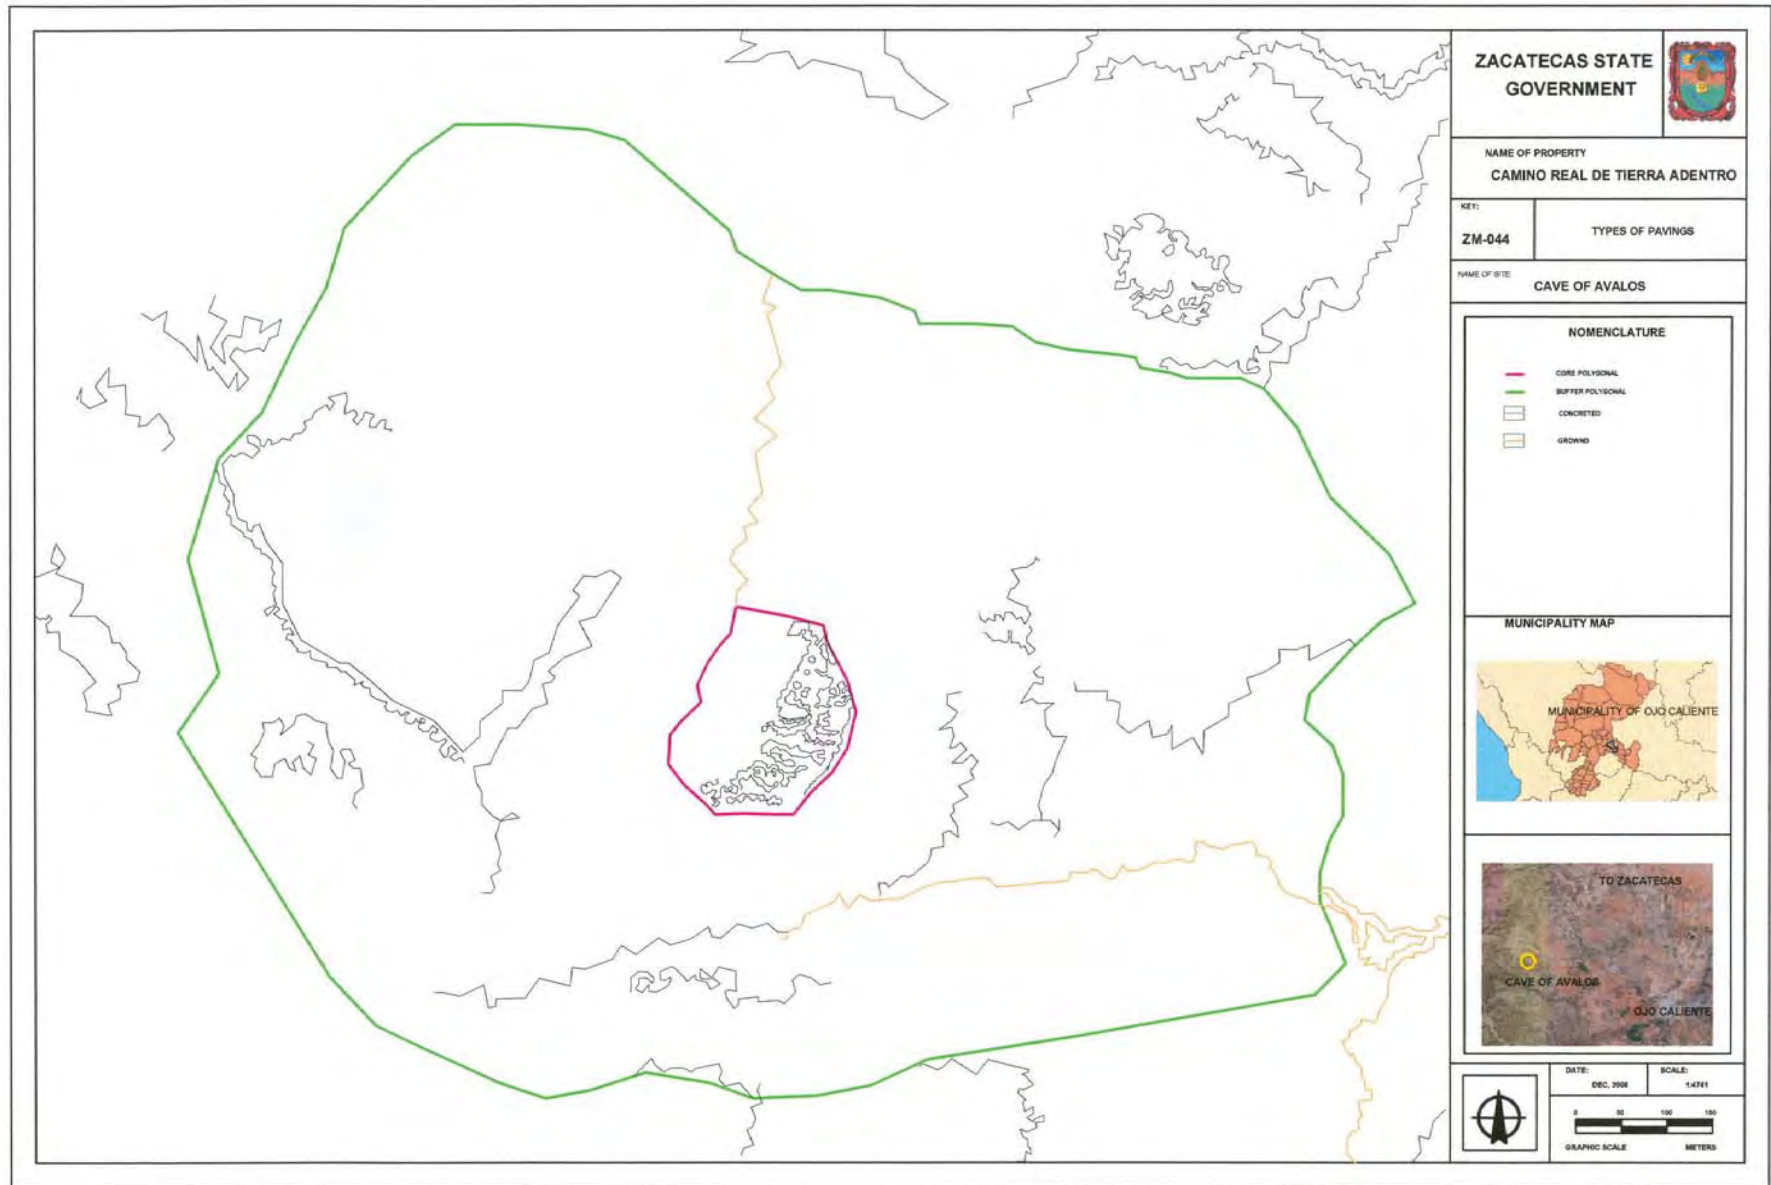 ZACATECAS STATE
GOVERNMENT
NAME OF PROPERTY
CAMINO REAL DE TIERRA ADENTRO
KEY:
ZM-044
TYPES OF PAVINGS
NAME OF SITE
CAVE OF AVALOS
NOMENCLATURE
CORE POLYGONAL
BUFFER POLYGONAL
CONCRETED
GROWND
MUNICIPALITY MAP
MUNICIPALITY OF OJO CALIENTE
TO ZACATECAS
CAVE OF AVALOS
OJO CALIENTE
DATE:
DEC, 2008
SCALE:
1:4741
0 50 100 150
GRAPHIC SCALE METERS